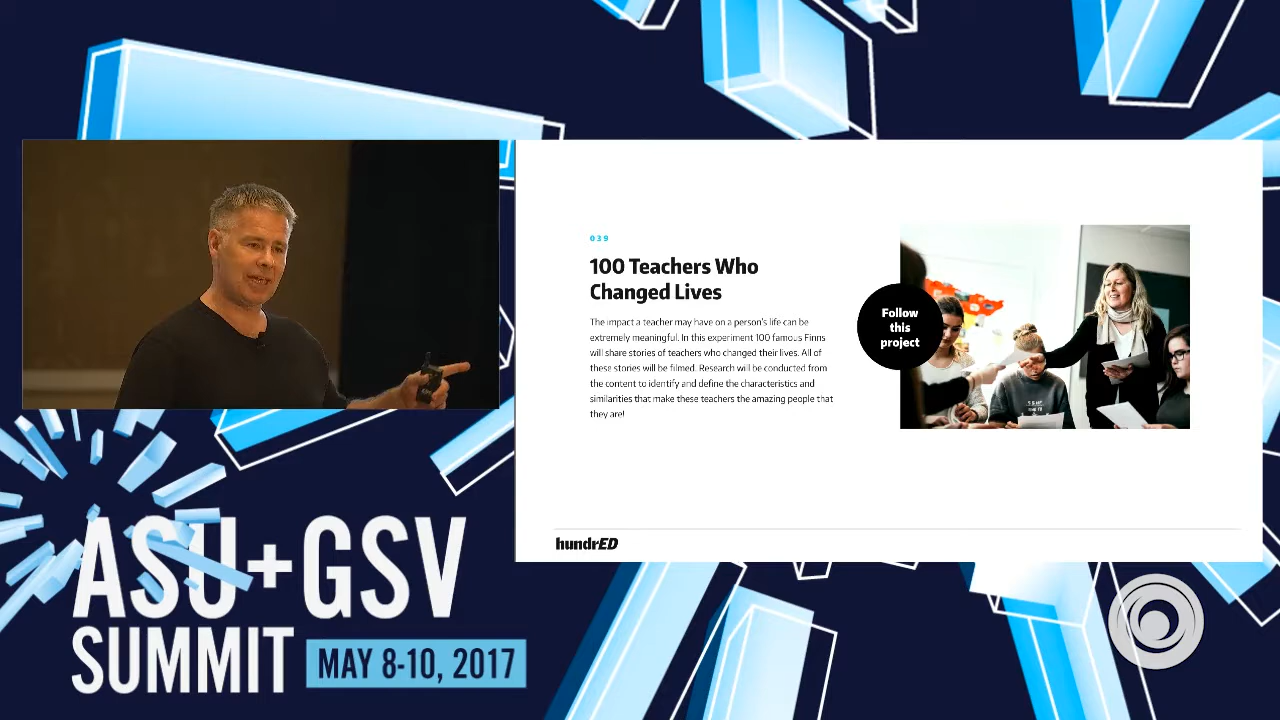 039
100 Teachers Who
Changed Lives
The impact a teacher may have on a person's life can be
extremely meaningful. In this experiment 100 famous Finns
will share stories of teachers who changed their lives. All of
these stories will be filmed. Research will be conducted from
the content to identify and define the characteristics and
similarities that make these teachers the amazing people that
they are!
Follow
this
project
hundrED
ASU+GSV
SUMMIT
MAY 8-10, 2017